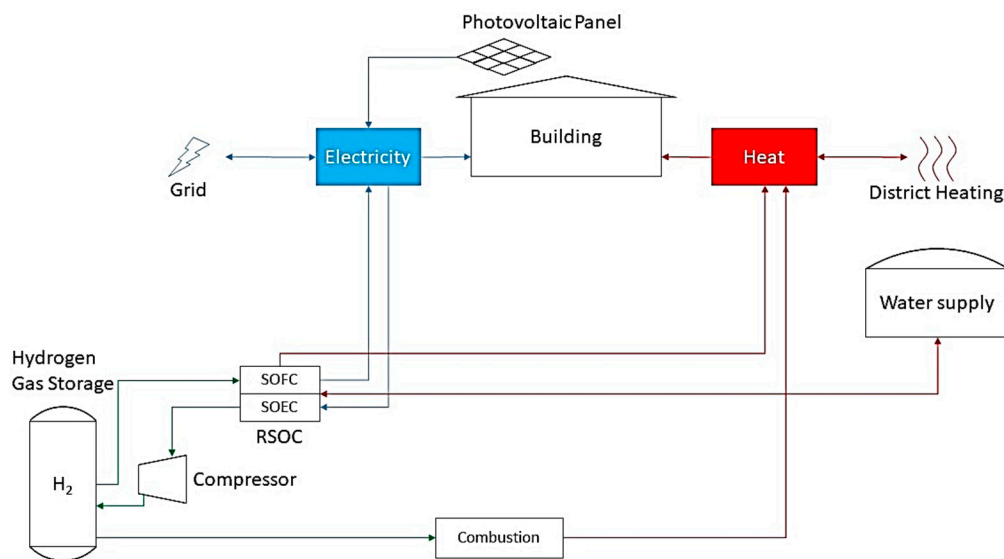 Photovoltaic Panel
Building
Electricity
Heat
Grid
District Heating
Water supply
Hydrogen
Gas Storage
SOFC
SOEC
RSOC
H₂
Compressor
Combustion